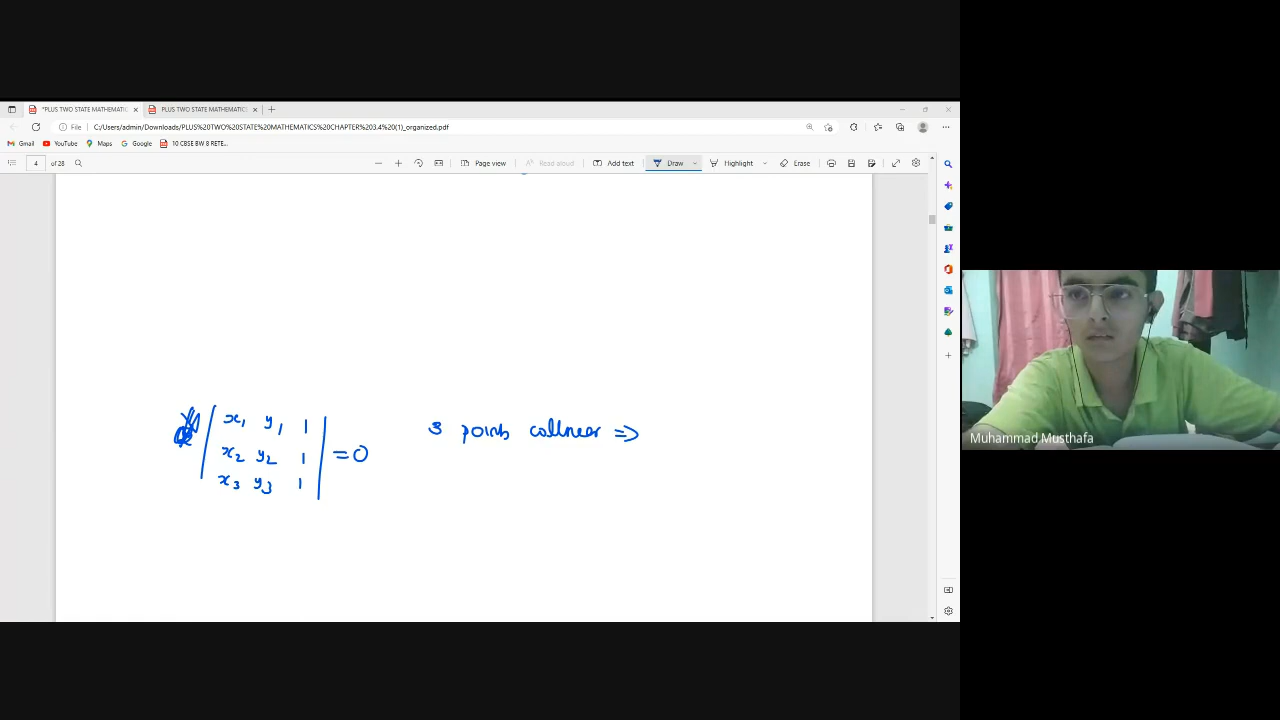 *PLUS TWO STATE MATHEMATIC
PLUS TWO STATE MATHEMATICS
File C:/Users/admin/Downloads/PLUS%20TWO%20STATE%20MATHEMATICS%20CHAPTER%203.4%20(1)_organized.pdf
Gmail YouTube Maps Google 10 CBSE BW 8 RETE...
4 of 28 Page view Read aloud Add text Draw Highlight Erase
x₁ y₁ 1
x₂ y₂ 1 = 0
x₃ y₃ 1
3 points collinear ⇒
Muhammad Musthafa